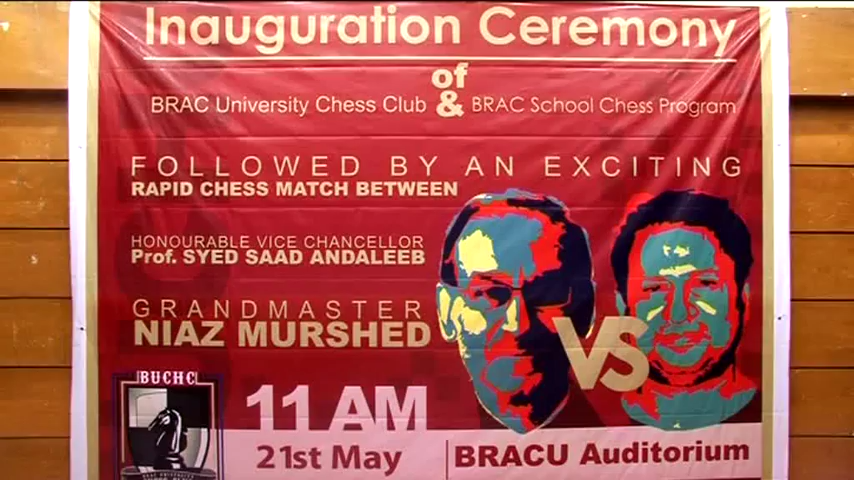 Inauguration Ceremony
of
BRAC University Chess Club & BRAC School Chess Program
FOLLOWED BY AN EXCITING
RAPID CHESS MATCH BETWEEN
HONOURABLE VICE CHANCELLOR
Prof. SYED SAAD ANDALEEB
GRANDMASTER
NIAZ MURSHED
VS
BUCHC
11 AM
21st May
BRACU Auditorium